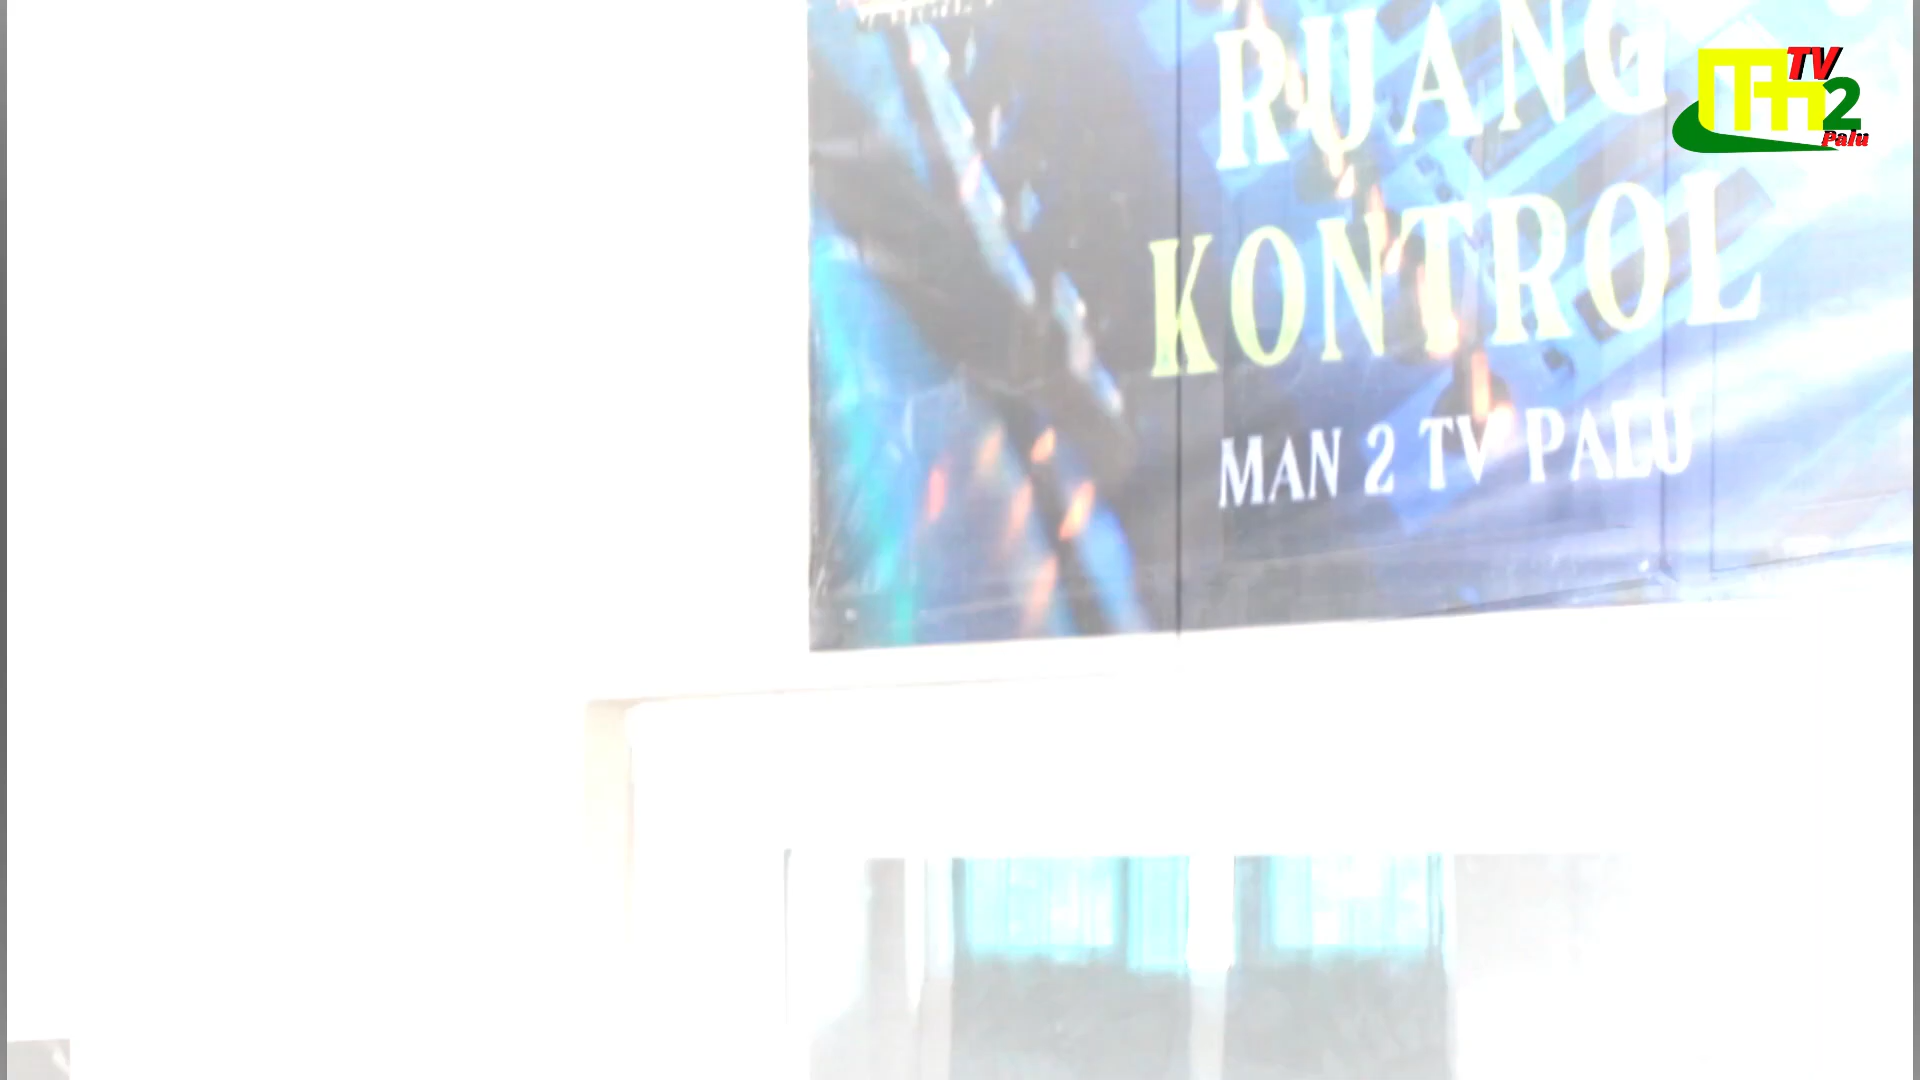 RUANG
KONTROL
MAN 2 TV PALU
TV
2
Palu